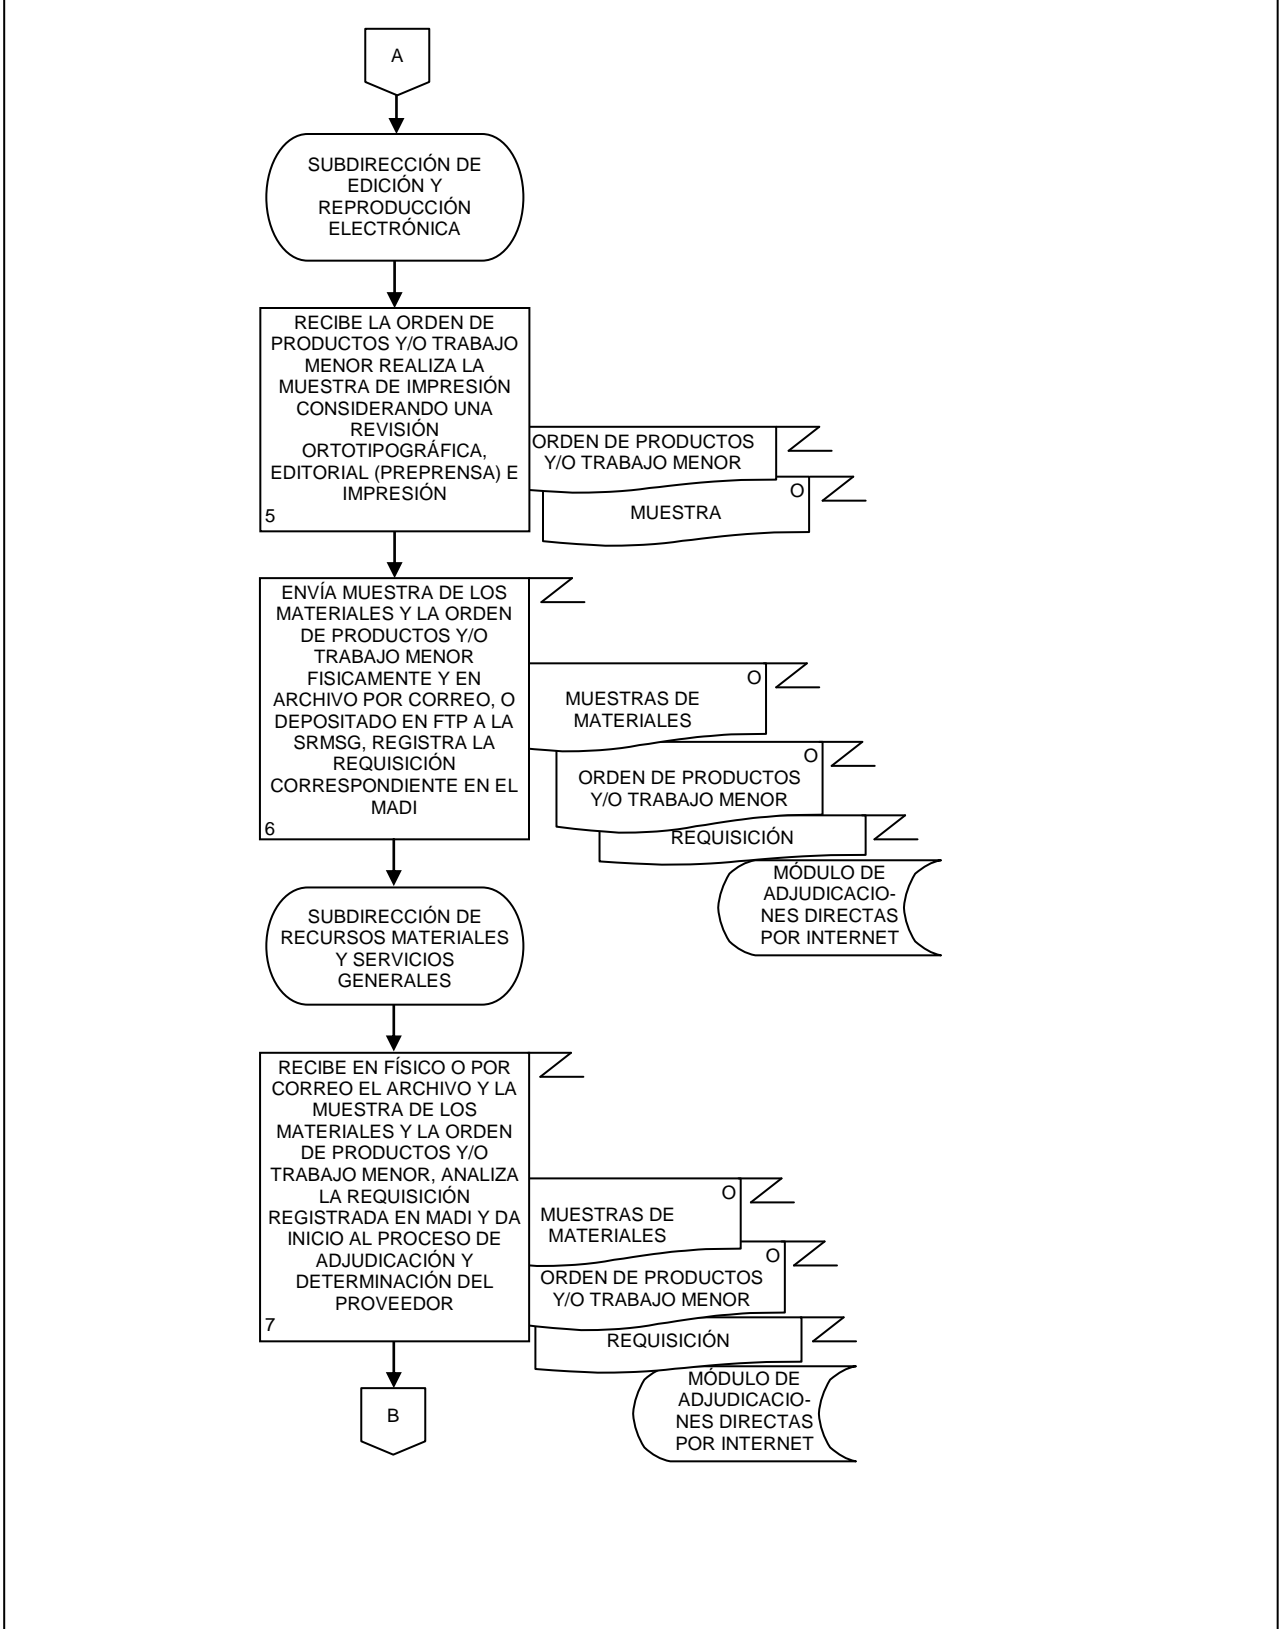 A
SUBDIRECCIÓN DE
EDICIÓN Y
REPRODUCCIÓN
ELECTRÓNICA
RECIBE LA ORDEN DE
PRODUCTOS Y/O TRABAJO
MENOR REALIZA LA
MUESTRA DE IMPRESIÓN
CONSIDERANDO UNA
REVISIÓN
ORTOTIPOGRÁFICA,
EDITORIAL (PREPRENSA) E
IMPRESIÓN
5
ORDEN DE PRODUCTOS
Y/O TRABAJO MENOR
O
MUESTRA
ENVÍA MUESTRA DE LOS
MATERIALES Y LA ORDEN
DE PRODUCTOS Y/O
TRABAJO MENOR
FISICAMENTE Y EN
ARCHIVO POR CORREO, O
DEPOSITADO EN FTP A LA
SRMSG, REGISTRA LA
REQUISICIÓN
CORRESPONDIENTE EN EL
MADI
6
O
MUESTRAS DE
MATERIALES
O
ORDEN DE PRODUCTOS
Y/O TRABAJO MENOR
REQUISICIÓN
MÓDULO DE
ADJUDICACIO-
NES DIRECTAS
POR INTERNET
SUBDIRECCIÓN DE
RECURSOS MATERIALES
Y SERVICIOS
GENERALES
RECIBE EN FÍSICO O POR
CORREO EL ARCHIVO Y LA
MUESTRA DE LOS
MATERIALES Y LA ORDEN
DE PRODUCTOS Y/O
TRABAJO MENOR, ANALIZA
LA REQUISICIÓN
REGISTRADA EN MADI Y DA
INICIO AL PROCESO DE
ADJUDICACIÓN Y
DETERMINACIÓN DEL
PROVEEDOR
7
O
MUESTRAS DE
MATERIALES
O
ORDEN DE PRODUCTOS
Y/O TRABAJO MENOR
REQUISICIÓN
MÓDULO DE
ADJUDICACIO-
NES DIRECTAS
POR INTERNET
B